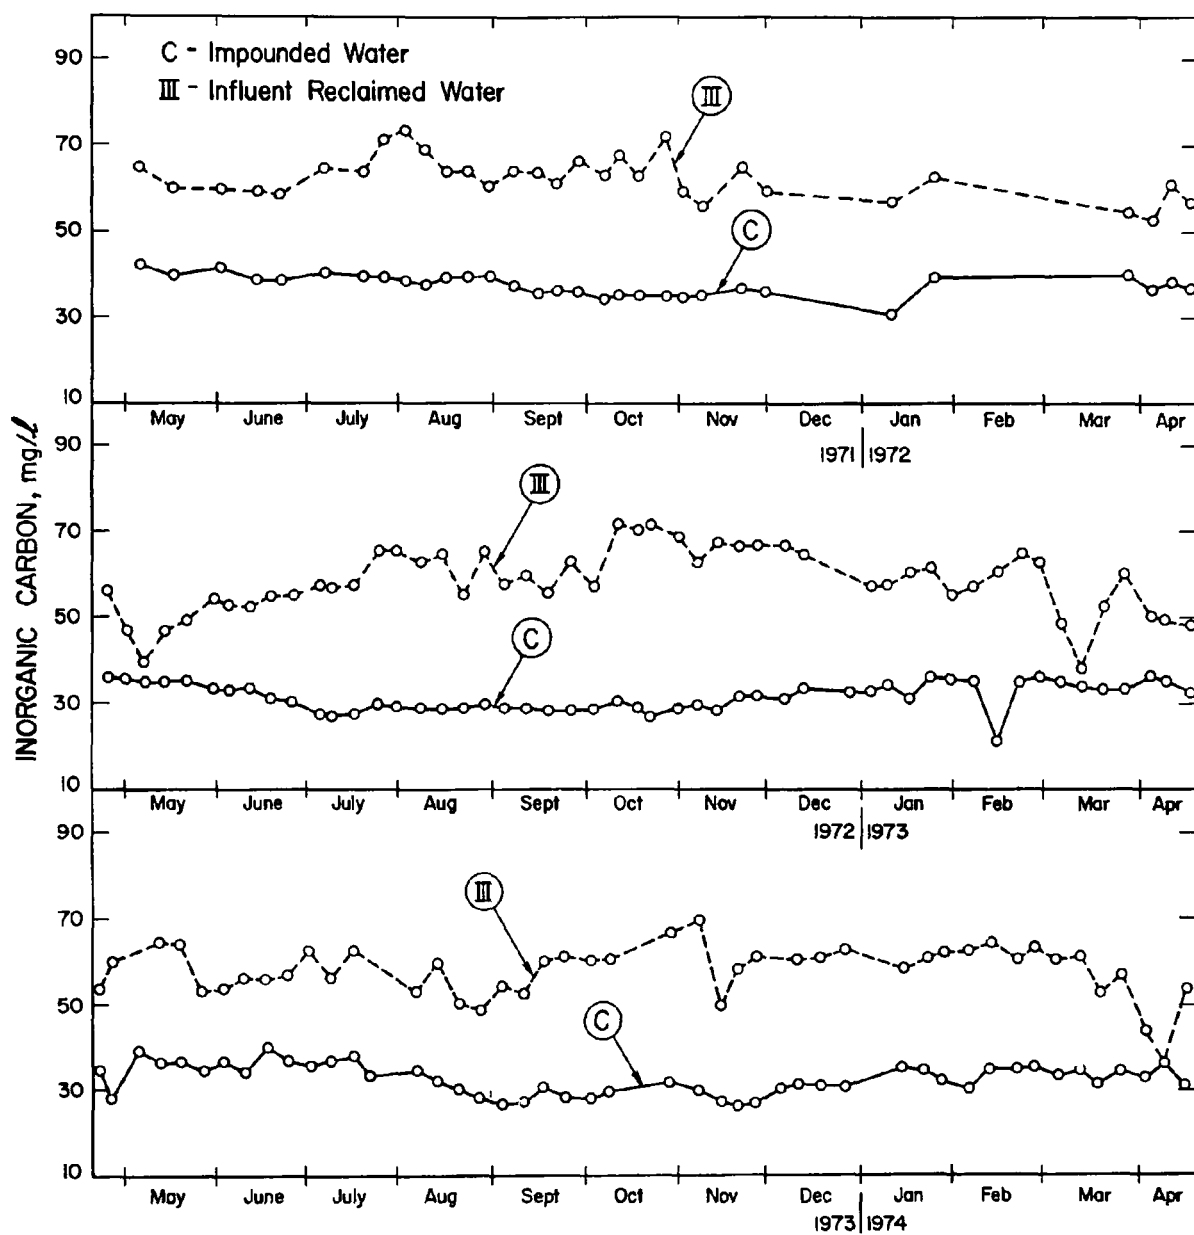 C - Impounded Water
III - Influent Reclaimed Water
INORGANIC CARBON, mg/ℓ
90
70
50
30
10
III
C
May June July Aug Sept Oct Nov Dec Jan Feb Mar Apr
1971 1972
90
70
50
30
10
III
C
May June July Aug Sept Oct Nov Dec Jan Feb Mar Apr
1972 1973
90
70
50
30
10
III
C
May June July Aug Sept Oct Nov Dec Jan Feb Mar Apr
1973 1974